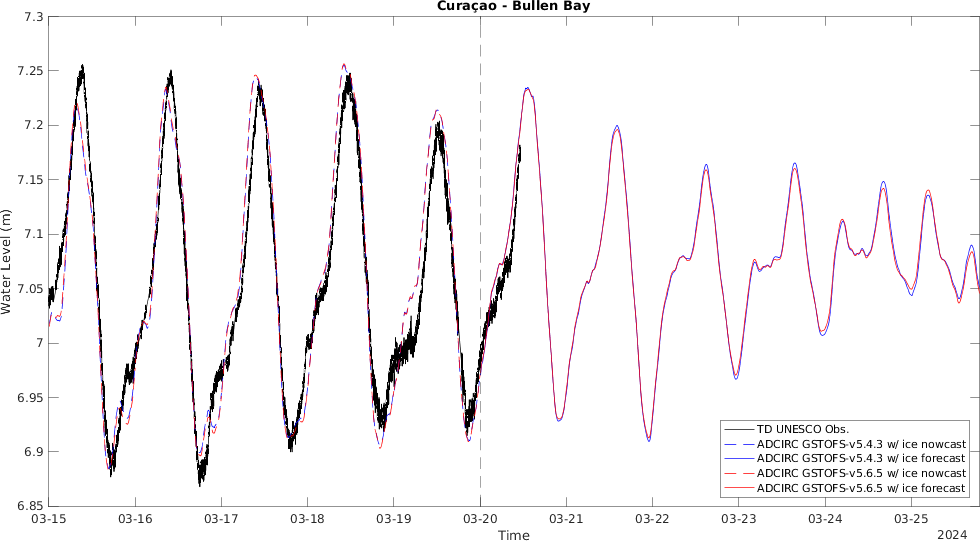 Curaçao - Bullen Bay
7.3
7.25
7.2
7.15
7.1
7.05
7
6.95
6.9
6.85
Water Level (m)
03-15 03-16 03-17 03-18 03-19 03-20 03-21 03-22 03-23 03-24 03-25
Time
2024
TD UNESCO Obs.
ADCIRC GSTOFS-v5.4.3 w/ ice nowcast
ADCIRC GSTOFS-v5.4.3 w/ ice forecast
ADCIRC GSTOFS-v5.6.5 w/ ice nowcast
ADCIRC GSTOFS-v5.6.5 w/ ice forecast